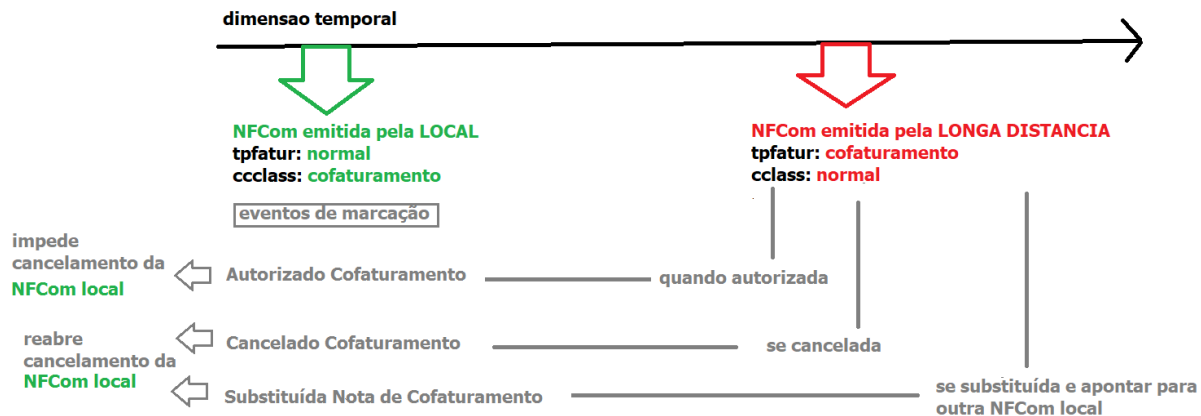 dimensao temporal
NFCom emitida pela LOCAL
tpfatur: normal
ccclass: cofaturamento
NFCom emitida pela LONGA DISTANCIA
tpfatur: cofaturamento
cclass: normal
eventos de marcação
impede
cancelamento da
NFCom local
Autorizado Cofaturamento
quando autorizada
reabre
cancelamento da
NFCom local
Cancelado Cofaturamento
se cancelada
Substituída Nota de Cofaturamento
se substituída e apontar para
outra NFCom local